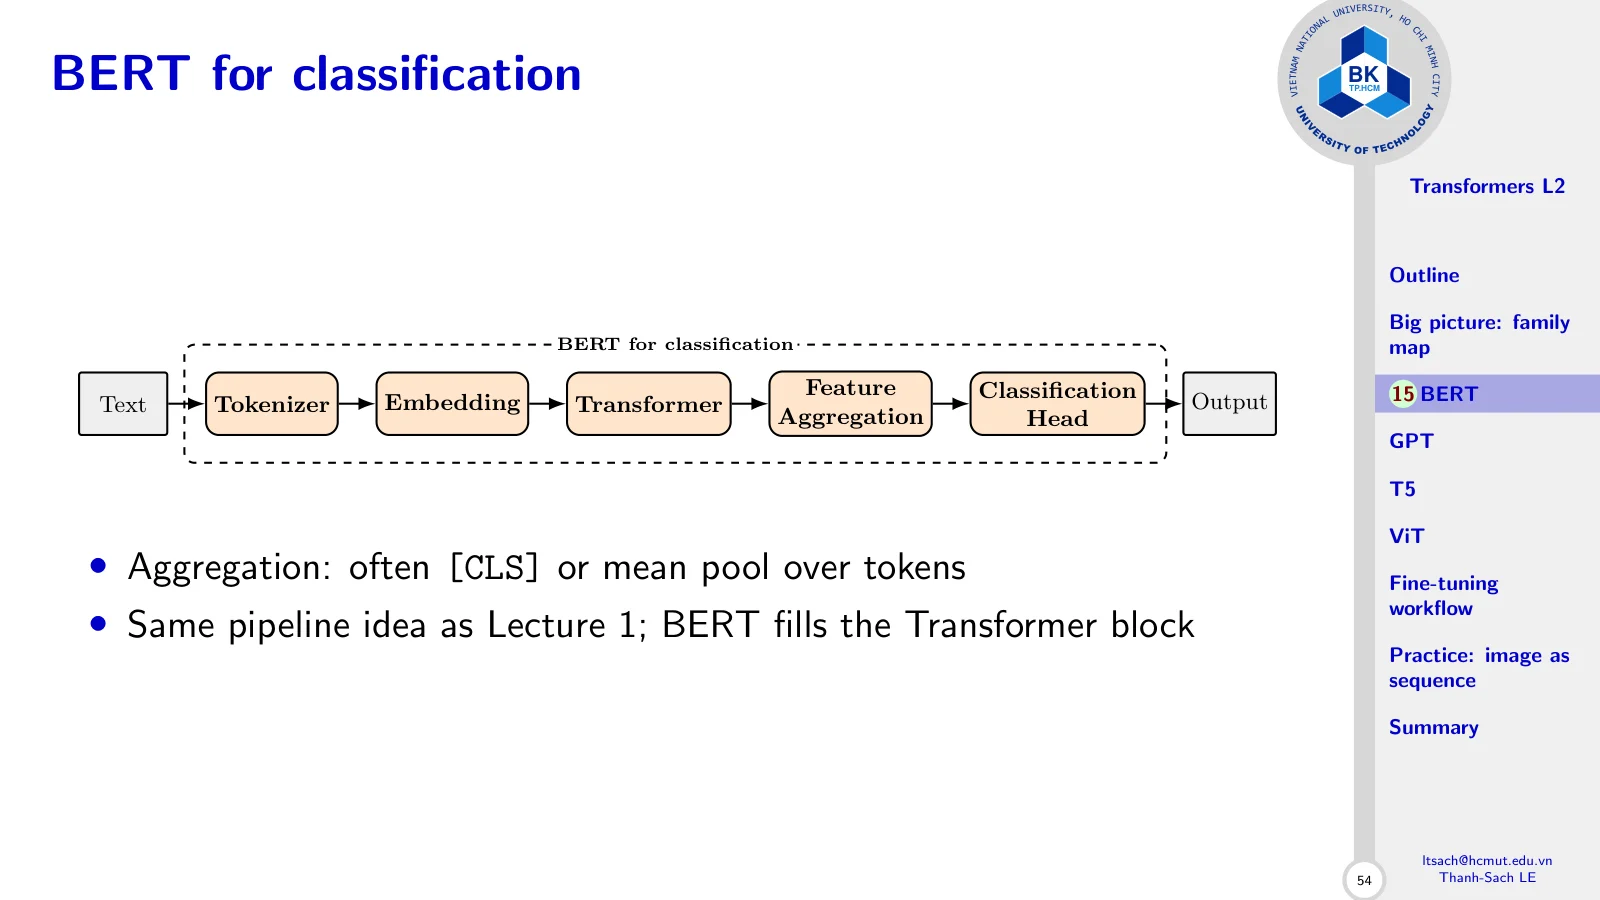 BERT for classification
BERT for classification
Text
Tokenizer
Embedding
Transformer
Feature
Aggregation
Classification
Head
Output
• Aggregation: often [CLS] or mean pool over tokens
• Same pipeline idea as Lecture 1; BERT fills the Transformer block
VIETNAM NATIONAL UNIVERSITY, HO CHI MINH CITY
BK
TP.HCM
UNIVERSITY OF TECHNOLOGY
Transformers L2
Outline
Big picture: family
map
15 BERT
GPT
T5
ViT
Fine-tuning
workflow
Practice: image as
sequence
Summary
ltsach@hcmut.edu.vn
Thanh-Sach LE
54